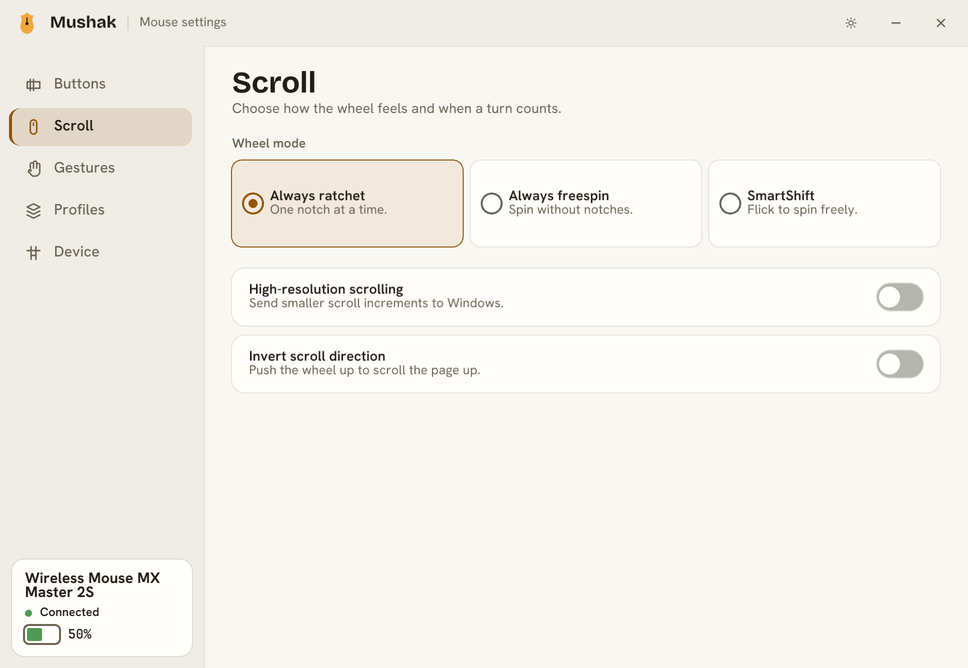 Mushak
Mouse settings
Buttons
Scroll
Gestures
Profiles
Device
Wireless Mouse MX
Master 2S
Connected
50%
Scroll
Choose how the wheel feels and when a turn counts.
Wheel mode
Always ratchet
One notch at a time.
Always freespin
Spin without notches.
SmartShift
Flick to spin freely.
High-resolution scrolling
Send smaller scroll increments to Windows.
Invert scroll direction
Push the wheel up to scroll the page up.